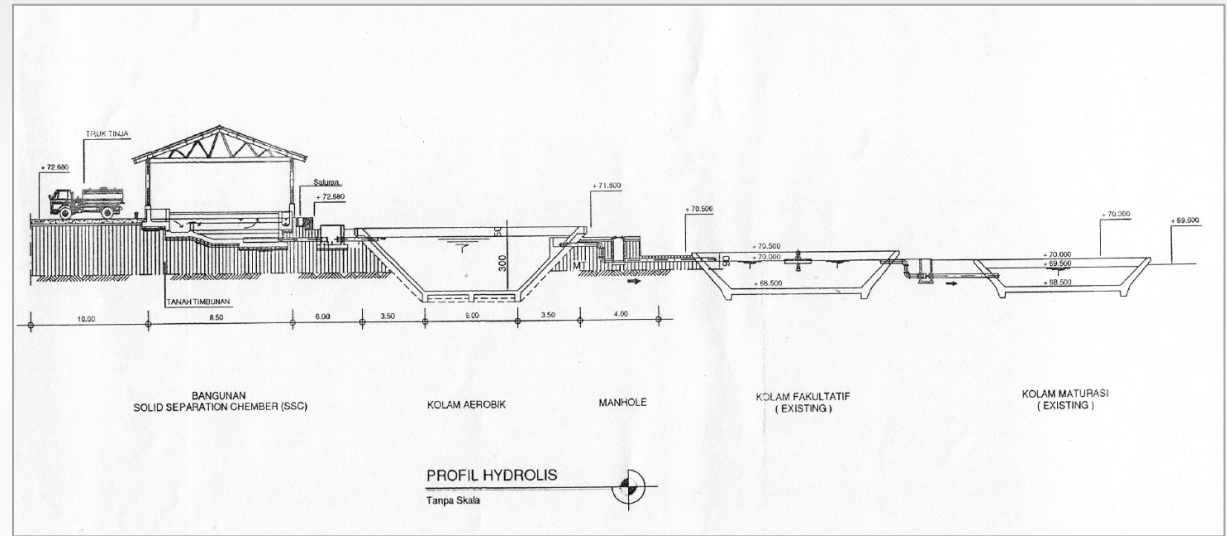 TRUK TINJA
+ 72.680
Saluran
+ 72.680
+ 71.800
+ 70.500
+ 70.000
+ 69.600
50
300
MT
50
+ 70.500
+ 70.000
+ 68.500
+ 70.000
+ 69.500
+ 68.500
TANAH TIMBUNAN
10.00 8.50 6.00 3.50 9.00 3.50 4.00
BANGUNAN
SOLID SEPARATION CHEMBER (SSC)
KOLAM AEROBIK
MANHOLE
KOLAM FAKULTATIF
( EXISTING )
KOLAM MATURASI
( EXISTING )
PROFIL HYDROLIS
Tanpa Skala